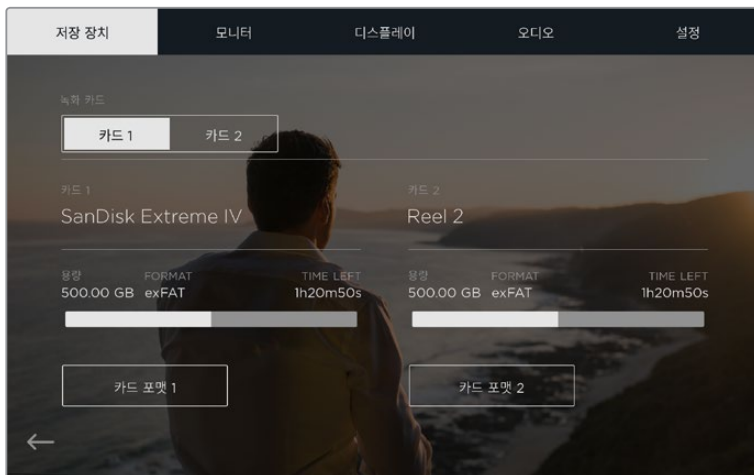 저장 장치 모니터 디스플레이 오디오 설정
녹화 카드
카드 1 카드 2
카드 1 카드 2
SanDisk Extreme IV Reel 2
용량 FORMAT TIME LEFT 용량 FORMAT TIME LEFT
500.00 GB exFAT 1h20m50s 500.00 GB exFAT 1h20m50s
카드 포맷 1 카드 포맷 2